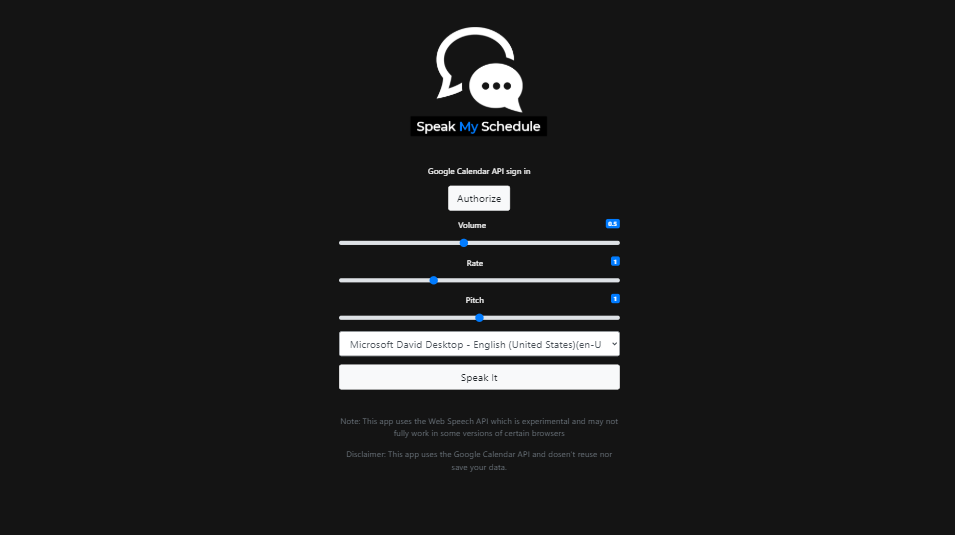 Speak My Schedule
Google Calendar API sign in
Authorize
Volume
0.5
Rate
1
Pitch
1
Microsoft David Desktop - English (United States)(en-U
Speak It
Note: This app uses the Web Speech API which is experimental and may not
fully work in some versions of certain browsers
Disclaimer: This app uses the Google Calendar API and dosen't reuse nor
save your data.